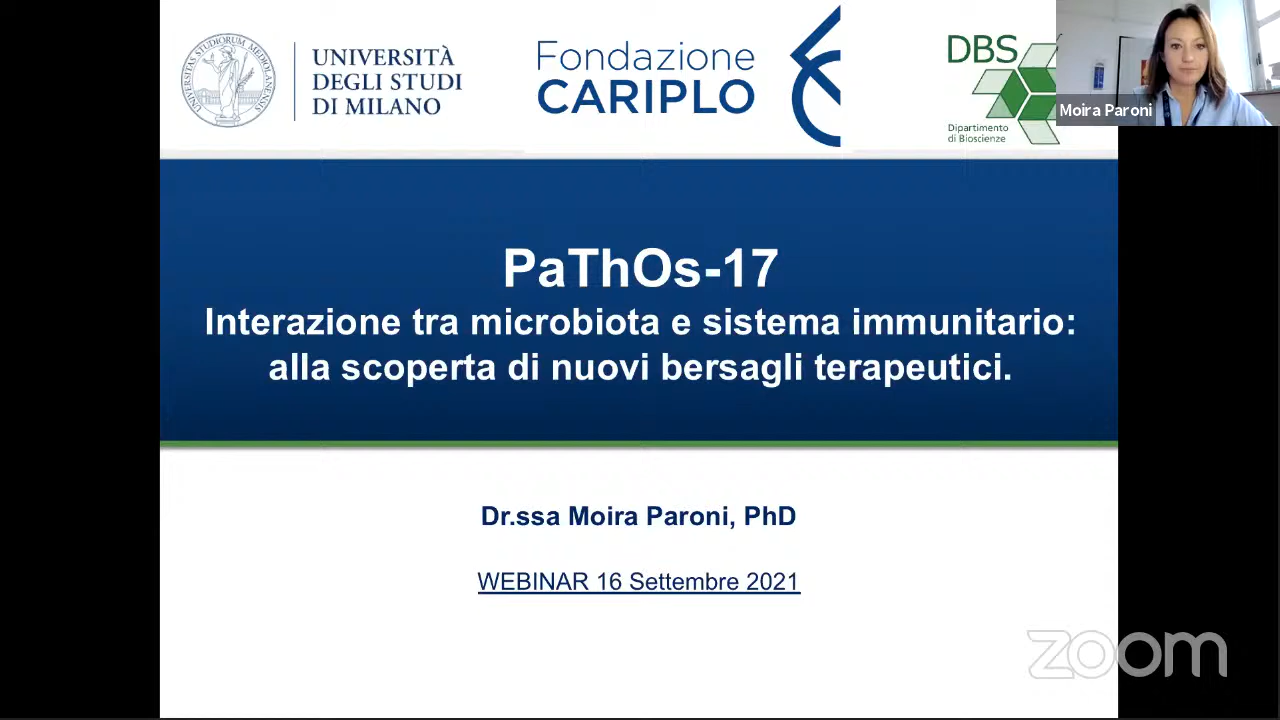 UNIVERSITÀ
DEGLI STUDI
DI MILANO
Fondazione
CARIPLO
DBS
Dipartimento
di Bioscienze
Moira Paroni
PaThOs-17
Interazione tra microbiota e sistema immunitario:
alla scoperta di nuovi bersagli terapeutici.
Dr.ssa Moira Paroni, PhD
WEBINAR 16 Settembre 2021
zoom